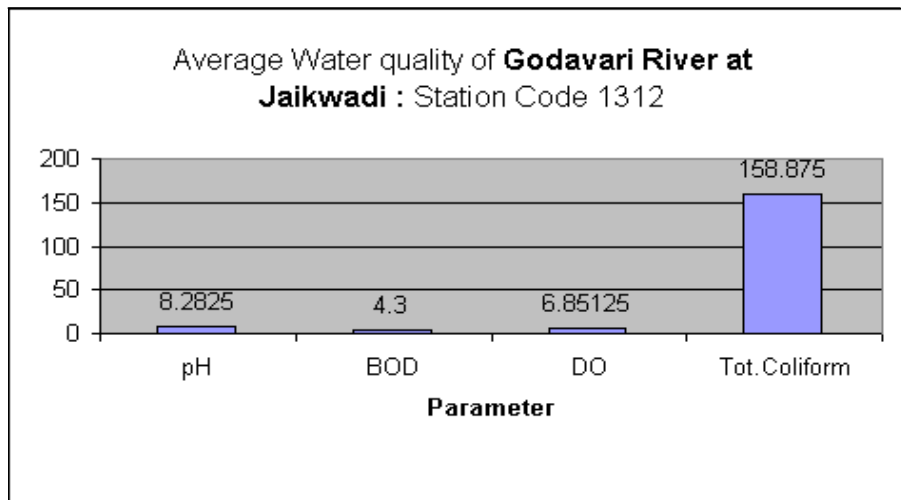 Average Water quality of Godavari River at
Jaikwadi : Station Code 1312
200
150
100
50
0
8.2825
4.3
6.85125
158.875
pH
BOD
DO
Tot.Coliform
Parameter